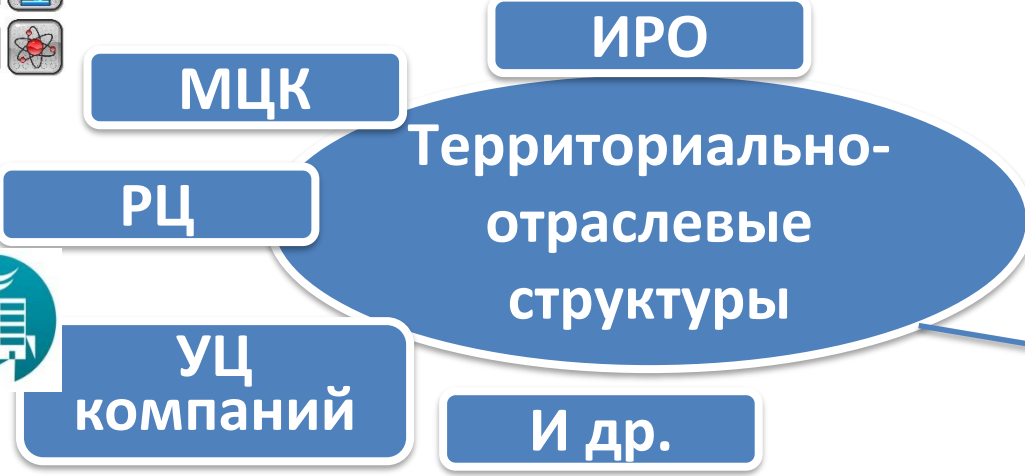 ИРО
МЦК
Территориально-
отраслевые
структуры
РЦ
УЦ
компаний
И др.